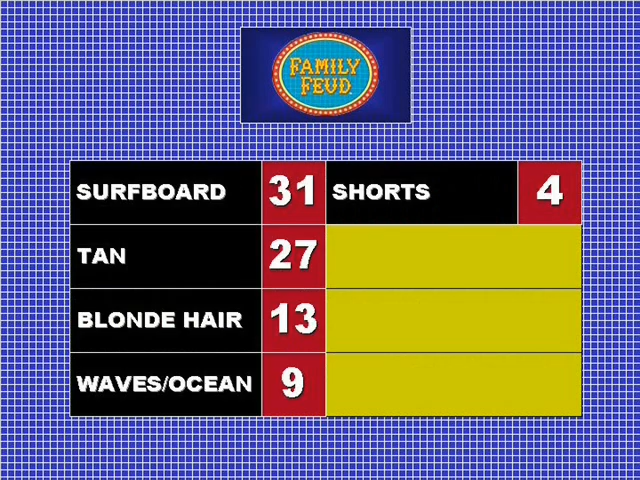 FAMILY
FEUD
SURFBOARD 31 SHORTS 4
TAN 27
BLONDE HAIR 13
WAVES/OCEAN 9